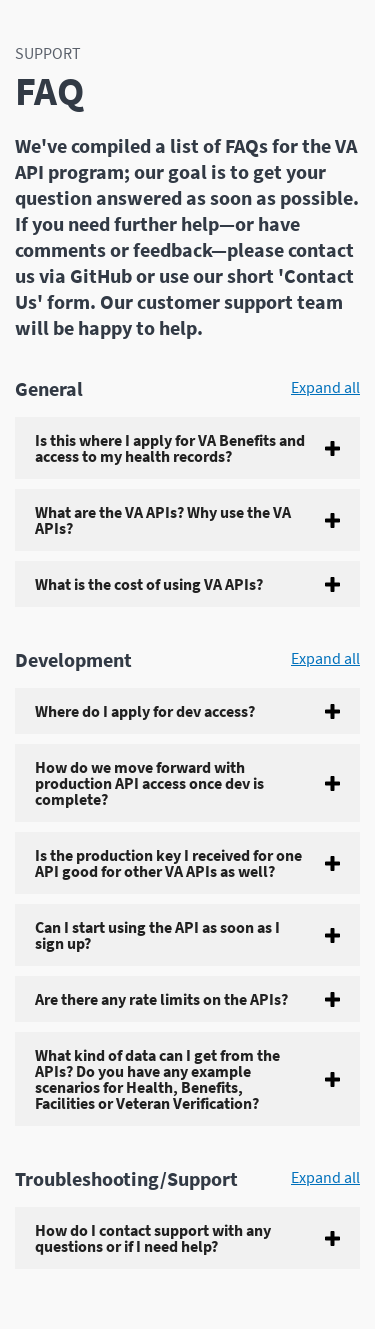 SUPPORT
FAQ
We've compiled a list of FAQs for the VA
API program; our goal is to get your
question answered as soon as possible.
If you need further help—or have
comments or feedback—please contact
us via GitHub or use our short 'Contact
Us' form. Our customer support team
will be happy to help.
General
Expand all
Is this where I apply for VA Benefits and
access to my health records?
What are the VA APIs? Why use the VA
APIs?
What is the cost of using VA APIs?
Development
Expand all
Where do I apply for dev access?
How do we move forward with
production API access once dev is
complete?
Is the production key I received for one
API good for other VA APIs as well?
Can I start using the API as soon as I
sign up?
Are there any rate limits on the APIs?
What kind of data can I get from the
APIs? Do you have any example
scenarios for Health, Benefits,
Facilities or Veteran Verification?
Troubleshooting/Support
Expand all
How do I contact support with any
questions or if I need help?